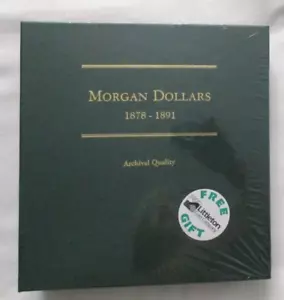 MORGAN DOLLARS
1878 - 1891
Archival Quality
FREE
Littleton
GIFT